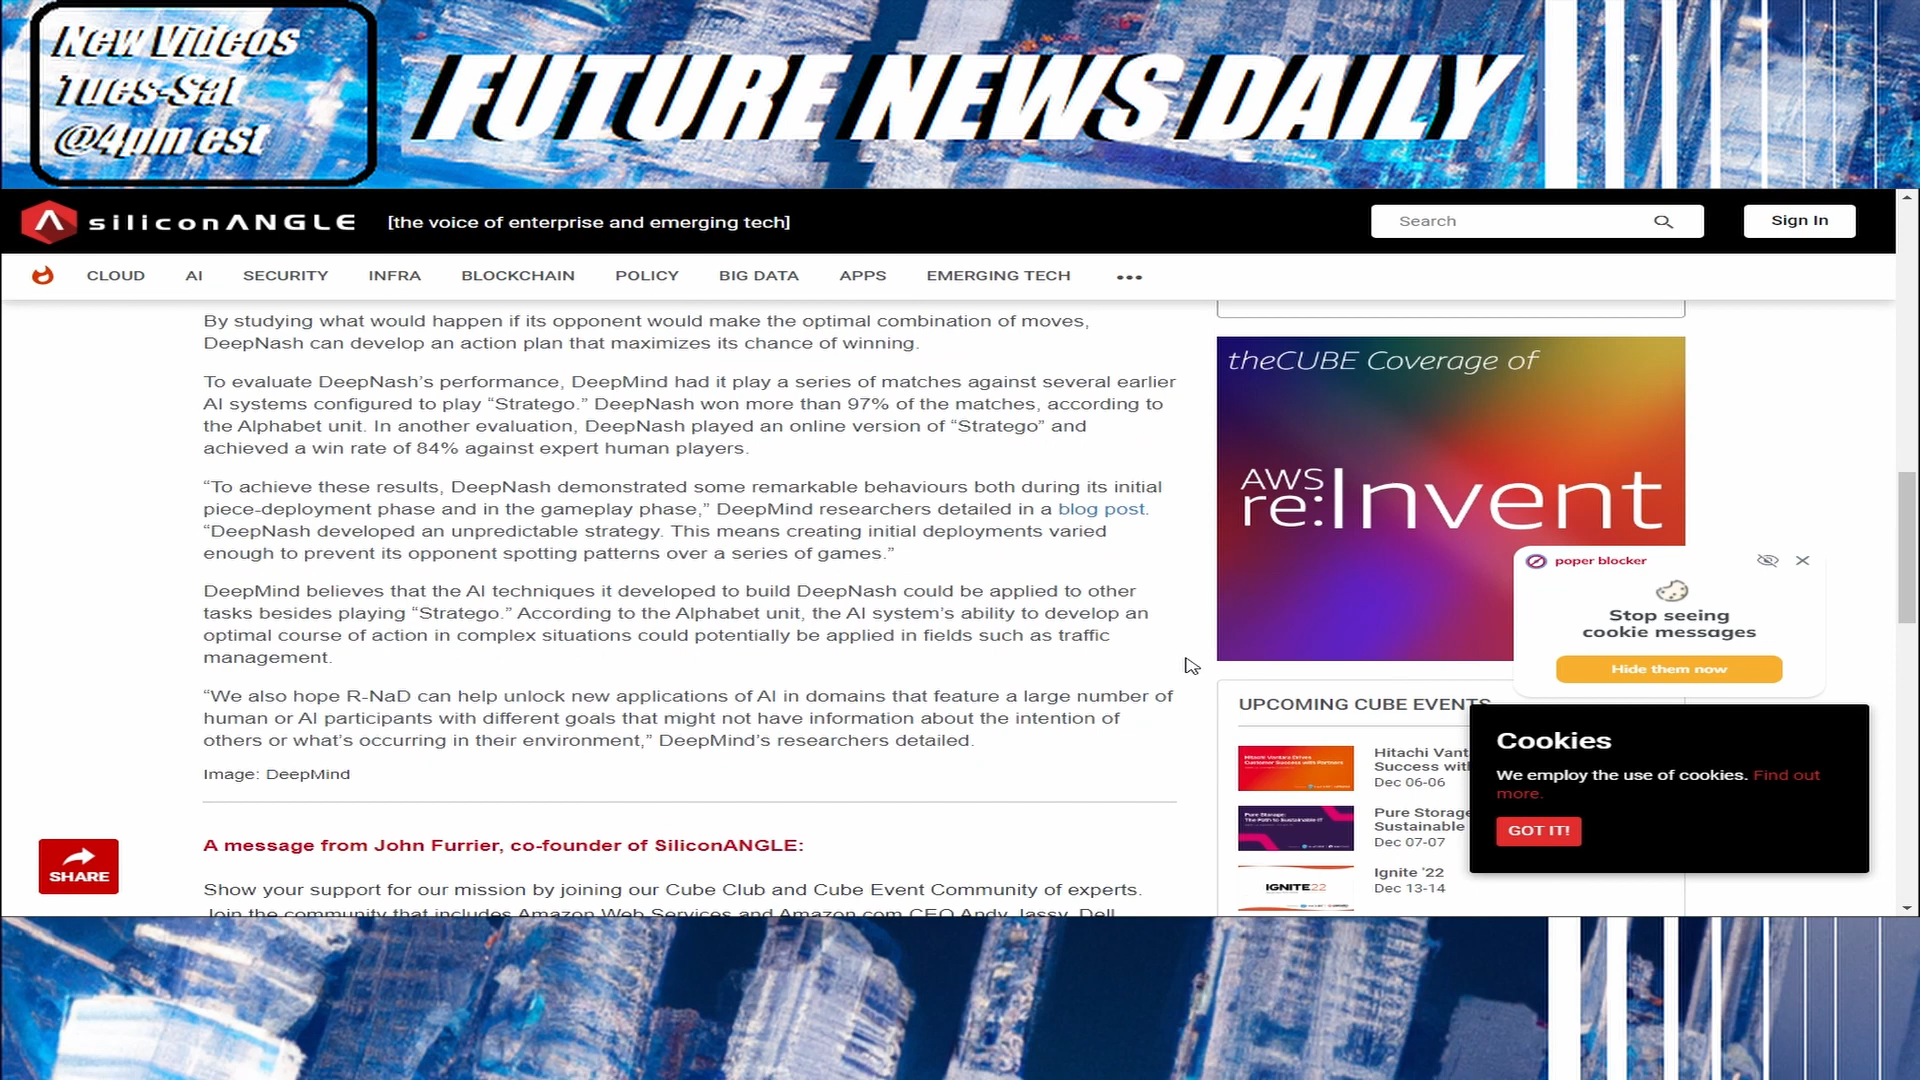 New Videos
Tues-Sat
@4pm est
FUTURE NEWS DAILY
siliconANGLE
[the voice of enterprise and emerging tech]
Search
Sign In
CLOUD AI SECURITY INFRA BLOCKCHAIN POLICY BIG DATA APPS EMERGING TECH
By studying what would happen if its opponent would make the optimal combination of moves,
DeepNash can develop an action plan that maximizes its chance of winning.
To evaluate DeepNash’s performance, DeepMind had it play a series of matches against several earlier
AI systems configured to play “Stratego.” DeepNash won more than 97% of the matches, according to
the Alphabet unit. In another evaluation, DeepNash played an online version of “Stratego” and
achieved a win rate of 84% against expert human players.
“To achieve these results, DeepNash demonstrated some remarkable behaviours both during its initial
piece-deployment phase and in the gameplay phase,” DeepMind researchers detailed in a blog post.
“DeepNash developed an unpredictable strategy. This means creating initial deployments varied
enough to prevent its opponent spotting patterns over a series of games.”
DeepMind believes that the AI techniques it developed to build DeepNash could be applied to other
tasks besides playing “Stratego.” According to the Alphabet unit, the AI system’s ability to develop an
optimal course of action in complex situations could potentially be applied in fields such as traffic
management.
“We also hope R-NaD can help unlock new applications of AI in domains that feature a large number of
human or AI participants with different goals that might not have information about the intention of
others or what’s occurring in their environment,” DeepMind’s researchers detailed.
Image: DeepMind
SHARE
A message from John Furrier, co-founder of SiliconANGLE:
Show your support for our mission by joining our Cube Club and Cube Event Community of experts.
Join the community that includes Amazon Web Services and Amazon.com CEO Andy Jassy, Dell
theCUBE Coverage of
AWS
re:Invent
poper blocker
Stop seeing
cookie messages
Hide them now
UPCOMING CUBE EVENTS
Hitachi Vantara Drives
Customer Success with Partners
Hitachi Vant
Success with
Dec 06-06
Pure Storage:
The Path to Sustainable IT
Pure Storage
Sustainable
Dec 07-07
IGNITE22
Ignite '22
Dec 13-14
Cookies
We employ the use of cookies. Find out
more.
GOT IT!